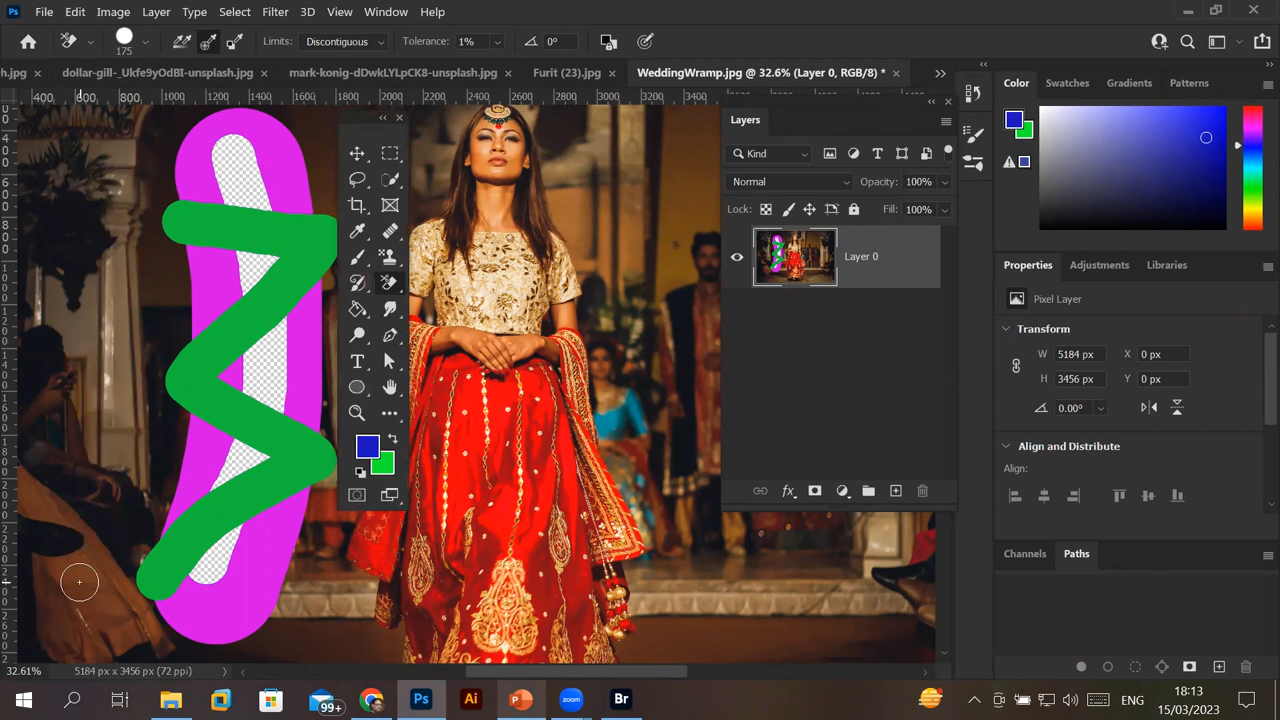 Ps File Edit Image Layer Type Select Filter 3D View Window Help
175 Limits: Discontiguous Tolerance: 1% 0°
h.jpg × dollar-gill-_Ukfe9yOdBI-unsplash.jpg × mark-konig-dDwkLYLpCK8-unsplash.jpg × Furit (23).jpg × WeddingWramp.jpg @ 32.6% (Layer 0, RGB/8) * ×
400 600 800 1000 1200 1400 1600 1800 2000 2200 2400 2600 2800 3000 3200 3400
Color Swatches Gradients Patterns
Layers
Kind
Normal Opacity: 100%
Lock: Fill: 100%
Layer 0
Properties Adjustments Libraries
Pixel Layer
Transform
W 5184 px X 0 px
H 3456 px Y 0 px
0.00°
Align and Distribute
Align:
Channels Paths
32.61% 5184 px x 3456 px (72 ppi)
99+ Ps Ai P zoom Br ENG 18:13
15/03/2023